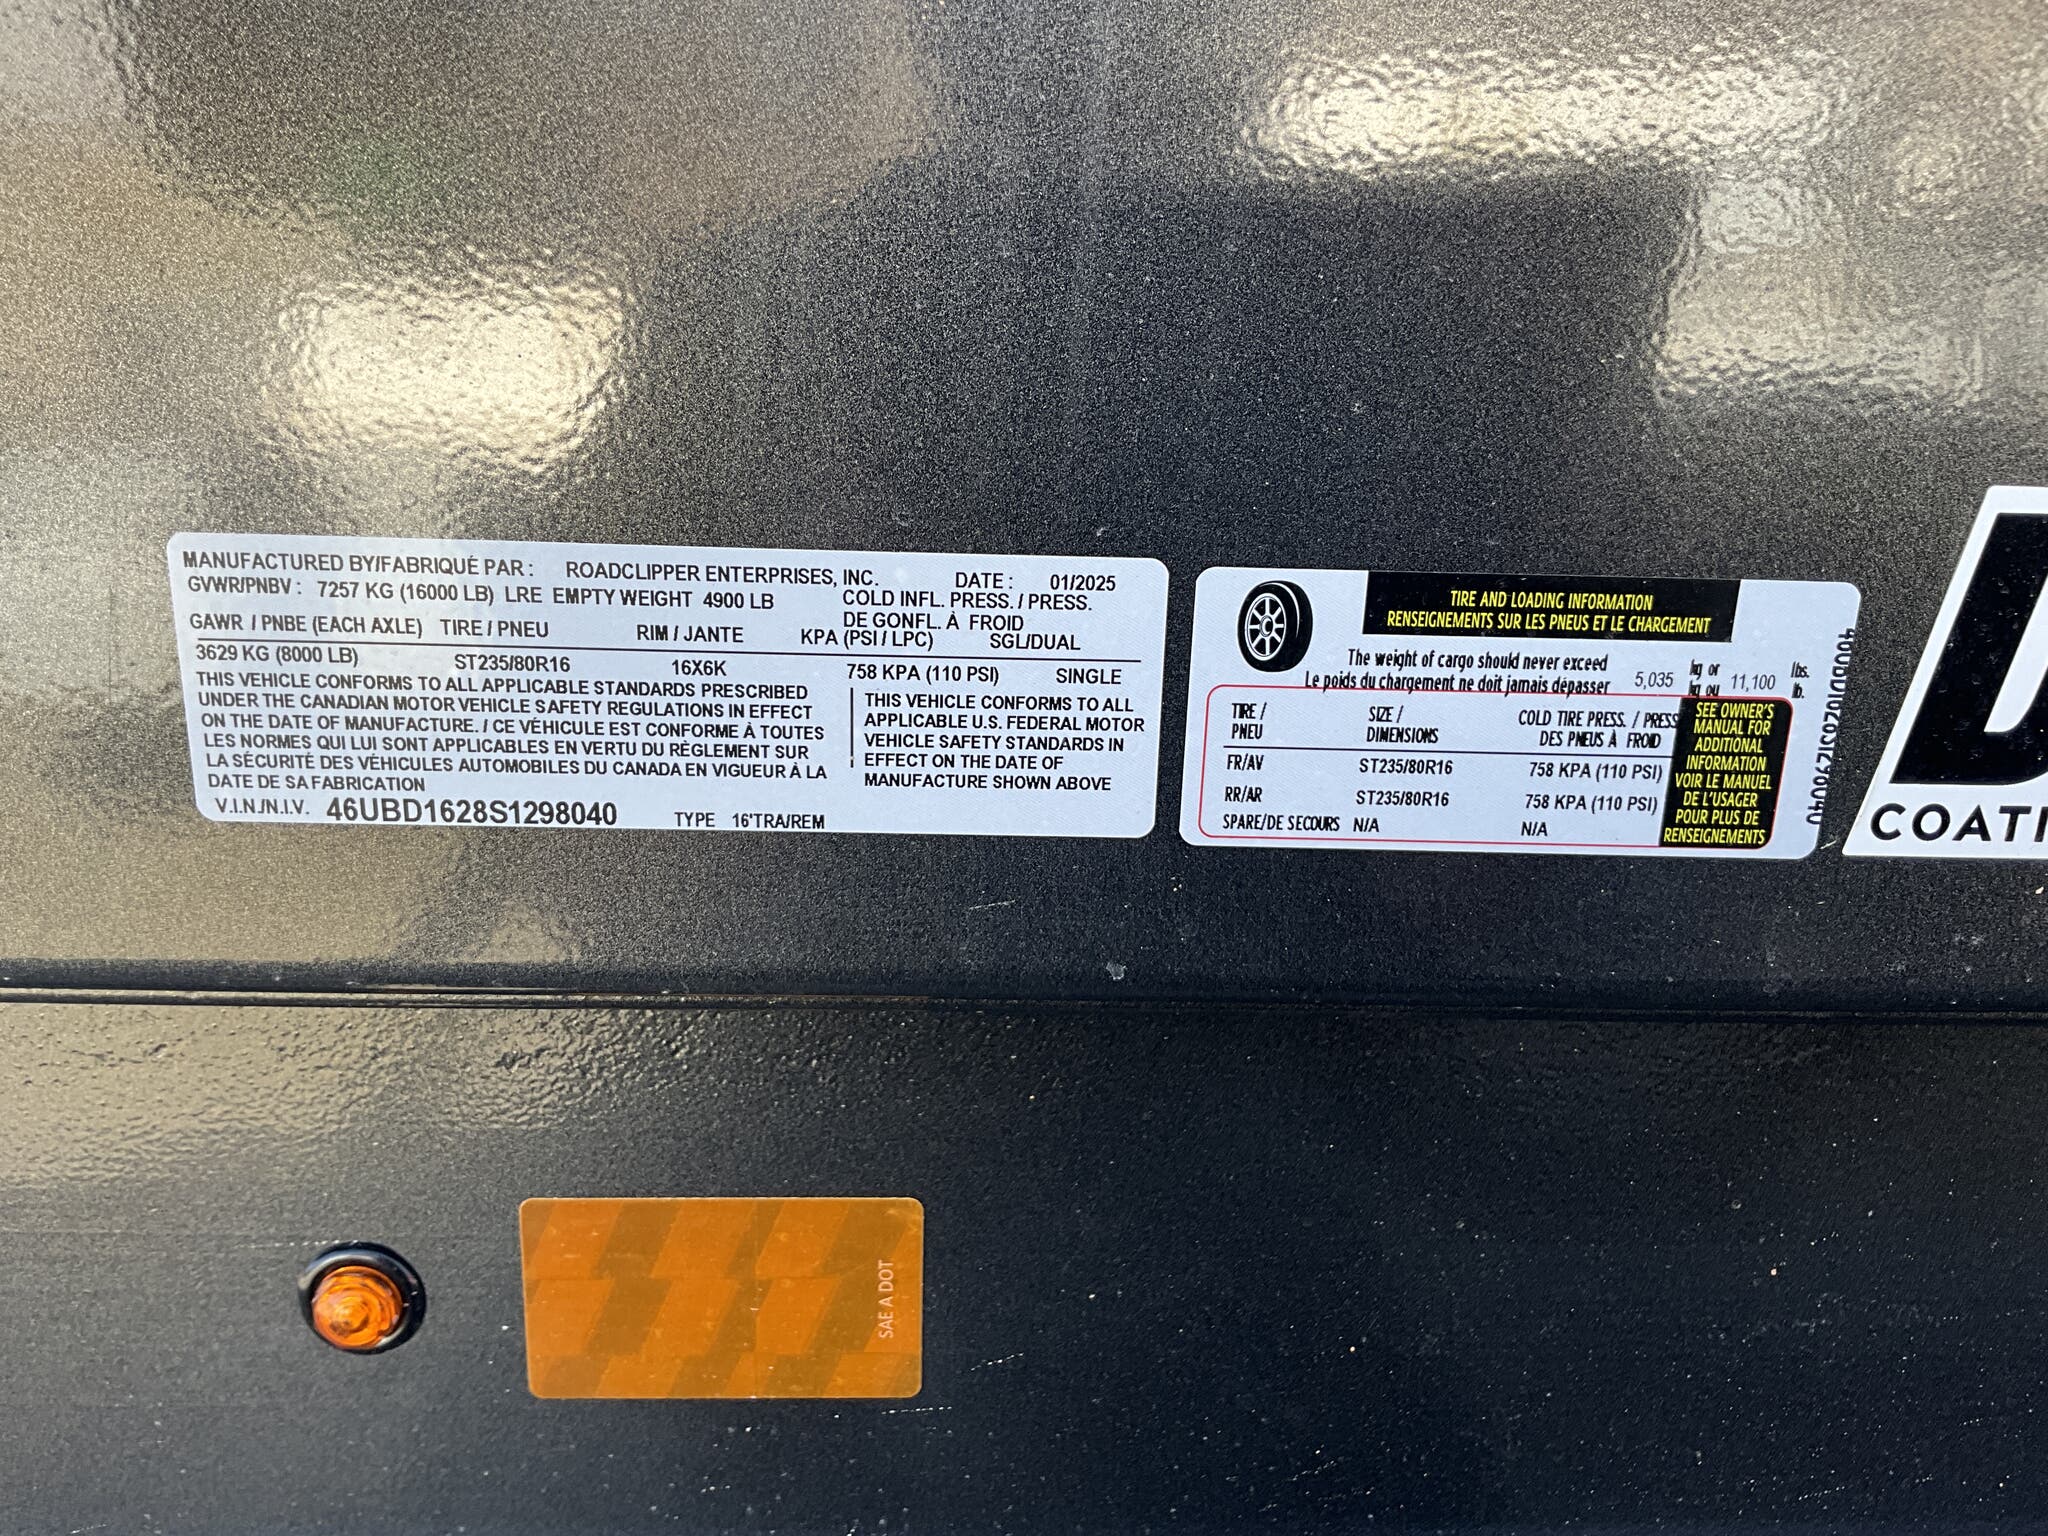 MANUFACTURED BY/FABRIQUÉ PAR : ROADCLIPPER ENTERPRISES, INC. DATE : 01/2025
GVWR/PNBV : 7257 KG (16000 LB) LRE EMPTY WEIGHT 4900 LB
COLD INFL. PRESS. / PRESS.
DE GONFL. À FROID
GAWR / PNBE (EACH AXLE) TIRE / PNEU RIM / JANTE KPA (PSI / LPC) SGL/DUAL
3629 KG (8000 LB) ST235/80R16 16X6K 758 KPA (110 PSI) SINGLE
THIS VEHICLE CONFORMS TO ALL APPLICABLE STANDARDS PRESCRIBED
UNDER THE CANADIAN MOTOR VEHICLE SAFETY REGULATIONS IN EFFECT
ON THE DATE OF MANUFACTURE. / CE VÉHICULE EST CONFORME À TOUTES
LES NORMES QUI LUI SONT APPLICABLES EN VERTU DU RÈGLEMENT SUR
LA SÉCURITÉ DES VÉHICULES AUTOMOBILES DU CANADA EN VIGUEUR À LA
DATE DE SA FABRICATION
THIS VEHICLE CONFORMS TO ALL
APPLICABLE U.S. FEDERAL MOTOR
VEHICLE SAFETY STANDARDS IN
EFFECT ON THE DATE OF
MANUFACTURE SHOWN ABOVE
V.I.N./N.I.V. 46UBD1628S1298040 TYPE 16'TRA/REM
TIRE AND LOADING INFORMATION
RENSEIGNEMENTS SUR LES PNEUS ET LE CHARGEMENT
The weight of cargo should never exceed
Le poids du chargement ne doit jamais dépasser
5,035 kg or 11,100 lbs.
kg ou lb.
TIRE / SIZE / COLD TIRE PRESS. / PRESS
PNEU DIMENSIONS DES PNEUS À FROID
FR/AV ST235/80R16 758 KPA (110 PSI)
RR/AR ST235/80R16 758 KPA (110 PSI)
SPARE/DE SECOURS N/A N/A
SEE OWNER'S
MANUAL FOR
ADDITIONAL
INFORMATION
VOIR LE MANUEL
DE L'USAGER
POUR PLUS DE
RENSEIGNEMENTS
46UBD1628S1298040
COATI
SAE A DOT